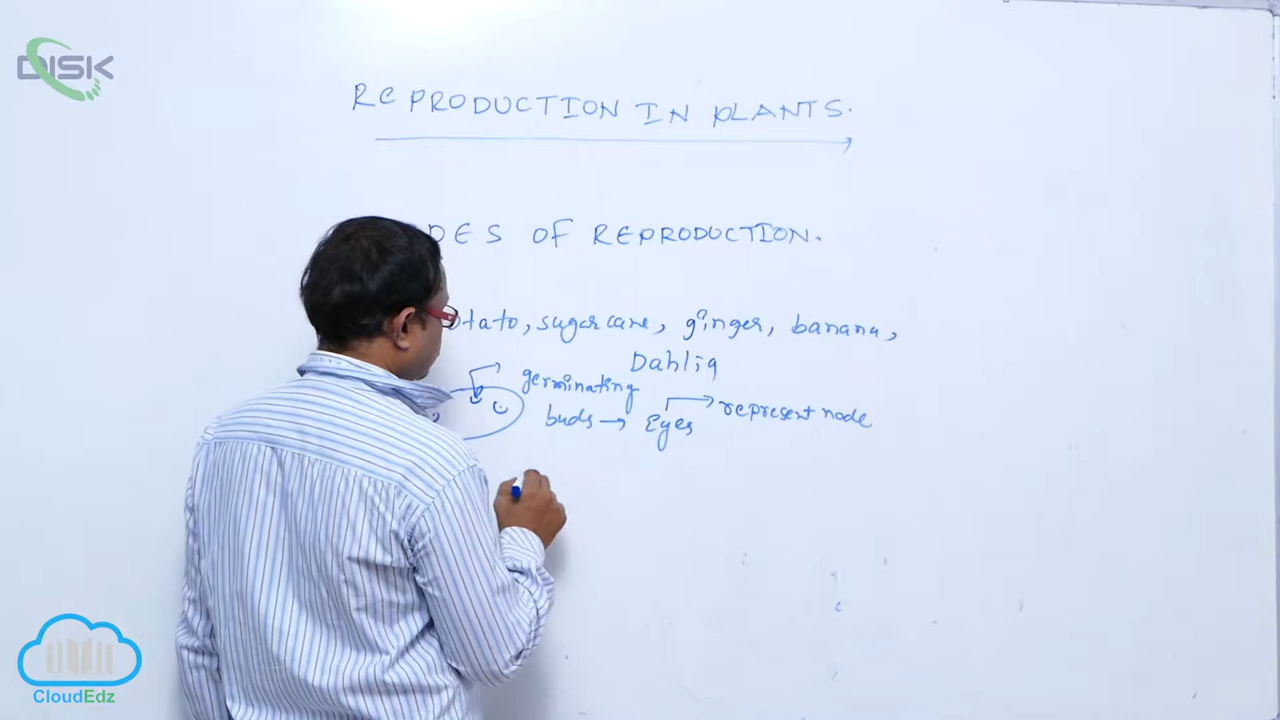 DISK
REPRODUCTION IN PLANTS.
DES OF REPRODUCTION.
tato, sugarcane, ginger, banana,
Dahlia
germinating
buds → Eyes → represent node
CloudEdz